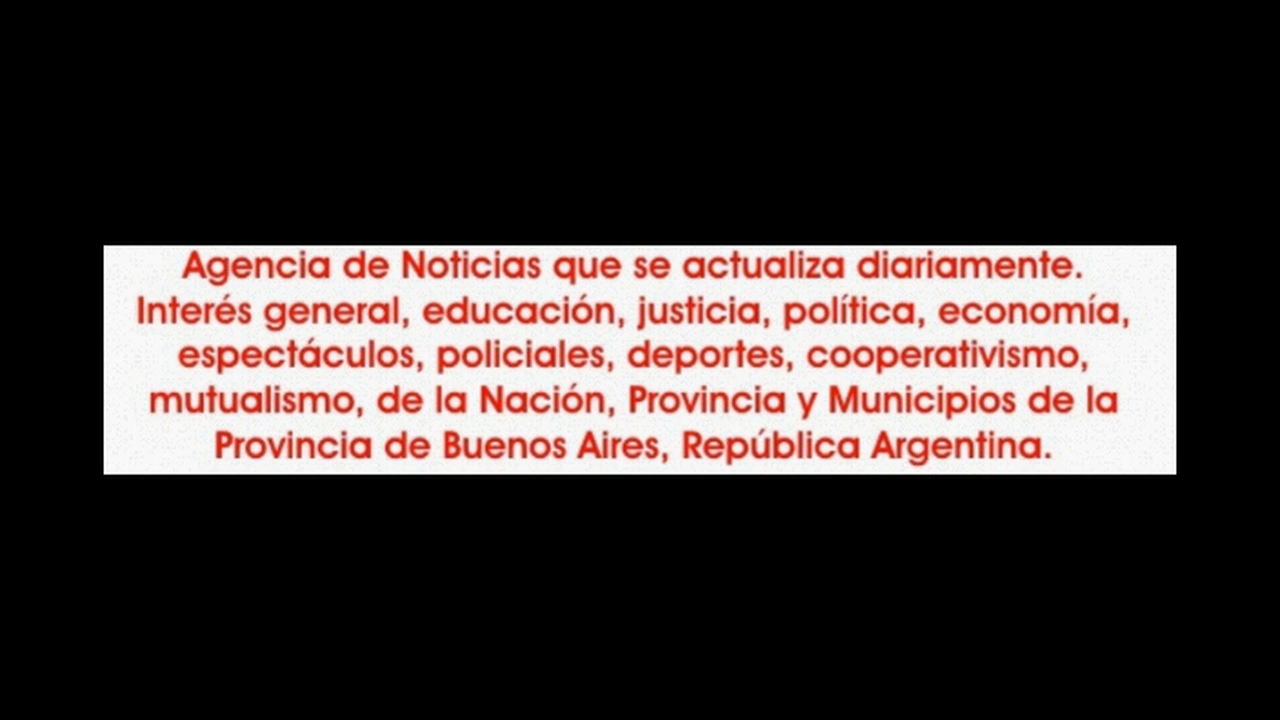 Agencia de Noticias que se actualiza diariamente.
Interés general, educación, justicia, política, economía,
espectáculos, policiales, deportes, cooperativismo,
mutualismo, de la Nación, Provincia y Municipios de la
Provincia de Buenos Aires, República Argentina.